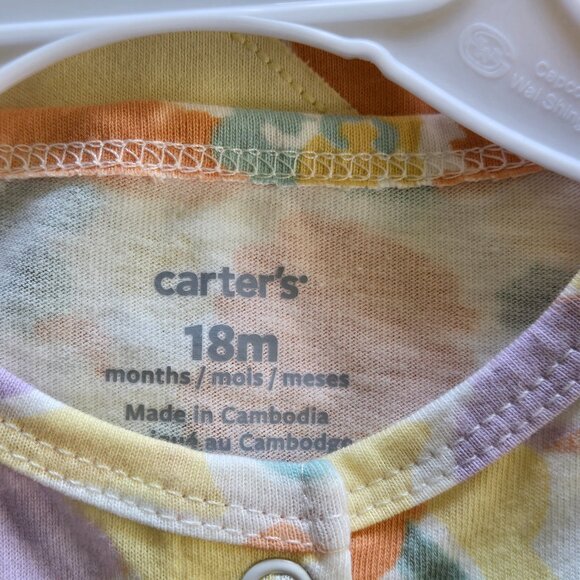 carter's
18m
months / mois / meses
Made in Cambodia
au Cambodge